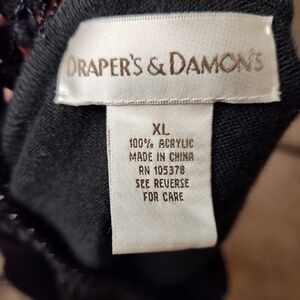 DRAPER'S & DAMON'S
XL
100% ACRYLIC
MADE IN CHINA
RN 105378
SEE REVERSE
FOR CARE